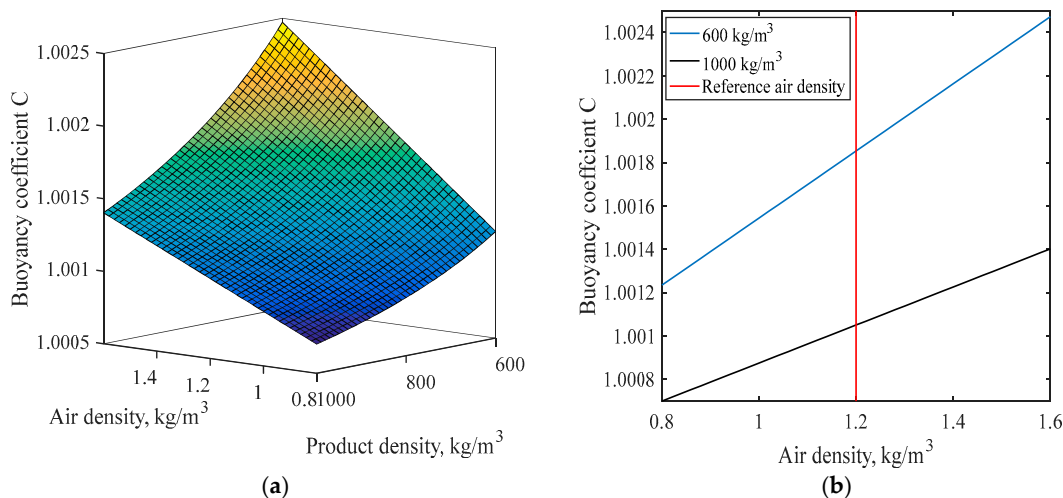 1.0025
1.002
1.0015
1.001
1.0005
Buoyancy coefficient C
1.4
1.2
1
0.81000
800
600
Air density, kg/m3
Product density, kg/m3
(a)
600 kg/m3
1000 kg/m3
Reference air density
1.0024
1.0022
1.002
1.0018
1.0016
1.0014
1.0012
1.001
1.0008
Buoyancy coeffcient C
0.8
1
1.2
1.4
1.6
Air density, kg/m3
(b)